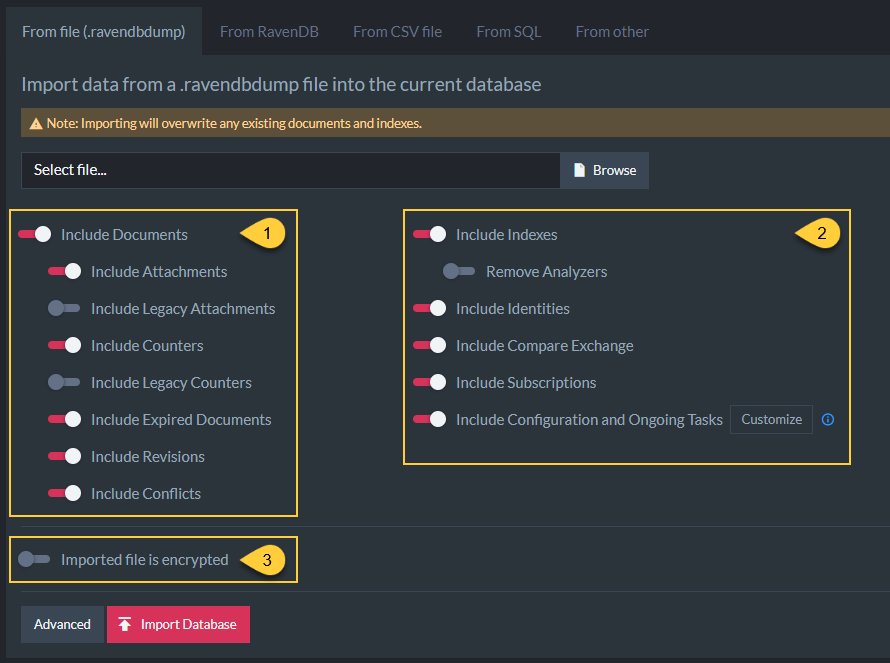 From file (.ravendbdump) From RavenDB From CSV file From SQL From other
Import data from a .ravendbdump file into the current database
Note: Importing will overwrite any existing documents and indexes.
Select file... Browse
Include Documents 1
Include Attachments
Include Legacy Attachments
Include Counters
Include Legacy Counters
Include Expired Documents
Include Revisions
Include Conflicts
Include Indexes 2
Remove Analyzers
Include Identities
Include Compare Exchange
Include Subscriptions
Include Configuration and Ongoing Tasks Customize
Imported file is encrypted 3
Advanced Import Database